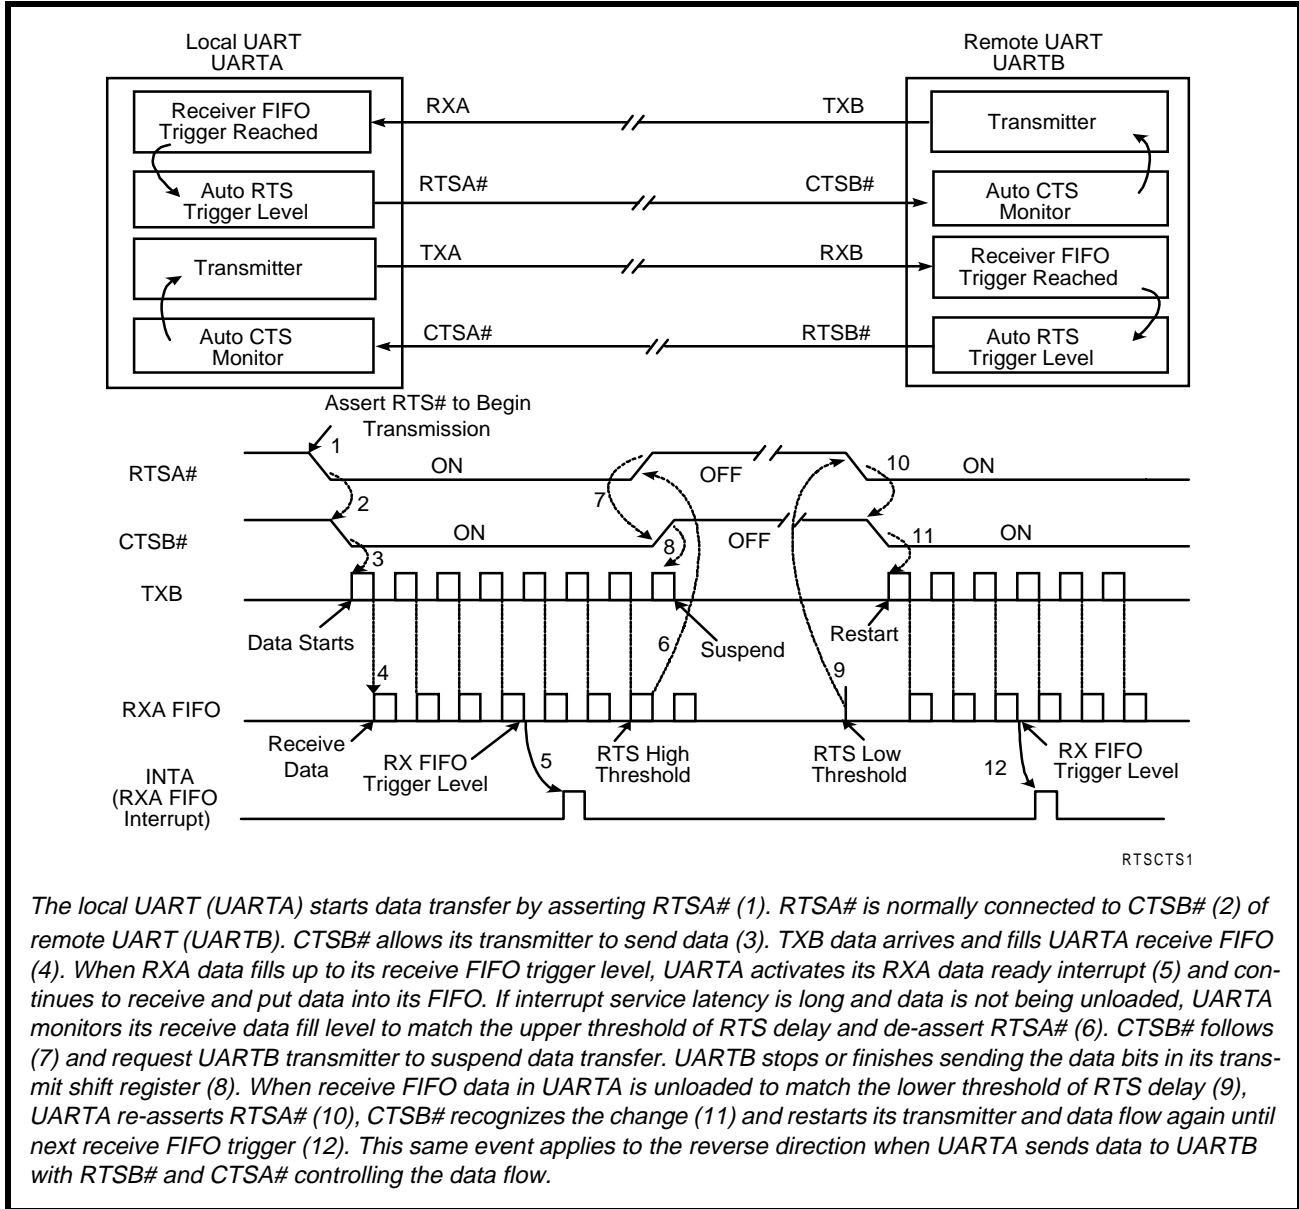 Local UART
UARTA
Remote UART
UARTB
Receiver FIFO
Trigger Reached
RXA
TXB
Transmitter
Auto RTS
Trigger Level
RTSA#
CTSB#
Auto CTS
Monitor
Transmitter
TXA
RXB
Receiver FIFO
Trigger Reached
Auto CTS
Monitor
CTSA#
RTSB#
Auto RTS
Trigger Level
Assert RTS# to Begin
Transmission
RTSA#
1
ON
7
OFF
10
ON
2
CTSB#
ON
8
OFF
11
ON
3
TXB
Data Starts
Suspend
Restart
4
6
9
RXA FIFO
Receive
Data
RX FIFO
Trigger Level
5
RTS High
Threshold
RTS Low
Threshold
12
RX FIFO
Trigger Level
INTA
(RXA FIFO
Interrupt)
RTSCTS1
The local UART (UARTA) starts data transfer by asserting RTSA# (1). RTSA# is normally connected to CTSB# (2) of
remote UART (UARTB). CTSB# allows its transmitter to send data (3). TXB data arrives and fills UARTA receive FIFO
(4). When RXA data fills up to its receive FIFO trigger level, UARTA activates its RXA data ready interrupt (5) and con-
tinues to receive and put data into its FIFO. If interrupt service latency is long and data is not being unloaded, UARTA
monitors its receive data fill level to match the upper threshold of RTS delay and de-assert RTSA# (6). CTSB# follows
(7) and request UARTB transmitter to suspend data transfer. UARTB stops or finishes sending the data bits in its trans-
mit shift register (8). When receive FIFO data in UARTA is unloaded to match the lower threshold of RTS delay (9),
UARTA re-asserts RTSA# (10), CTSB# recognizes the change (11) and restarts its transmitter and data flow again until
next receive FIFO trigger (12). This same event applies to the reverse direction when UARTA sends data to UARTB
with RTSB# and CTSA# controlling the data flow.